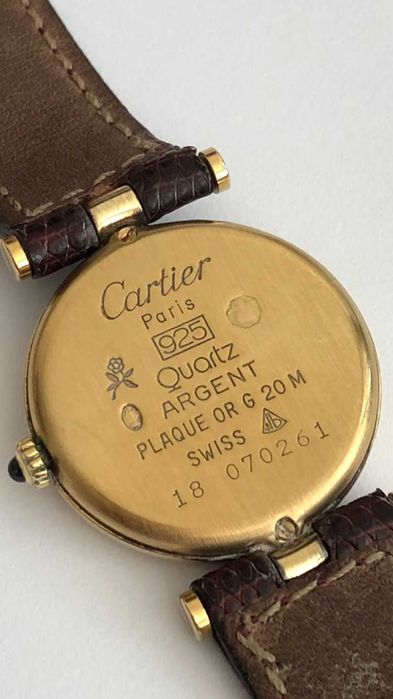 Cartier
Paris
925
Quartz
ARGENT
PLAQUE OR G 20 M
SWISS
18 070261